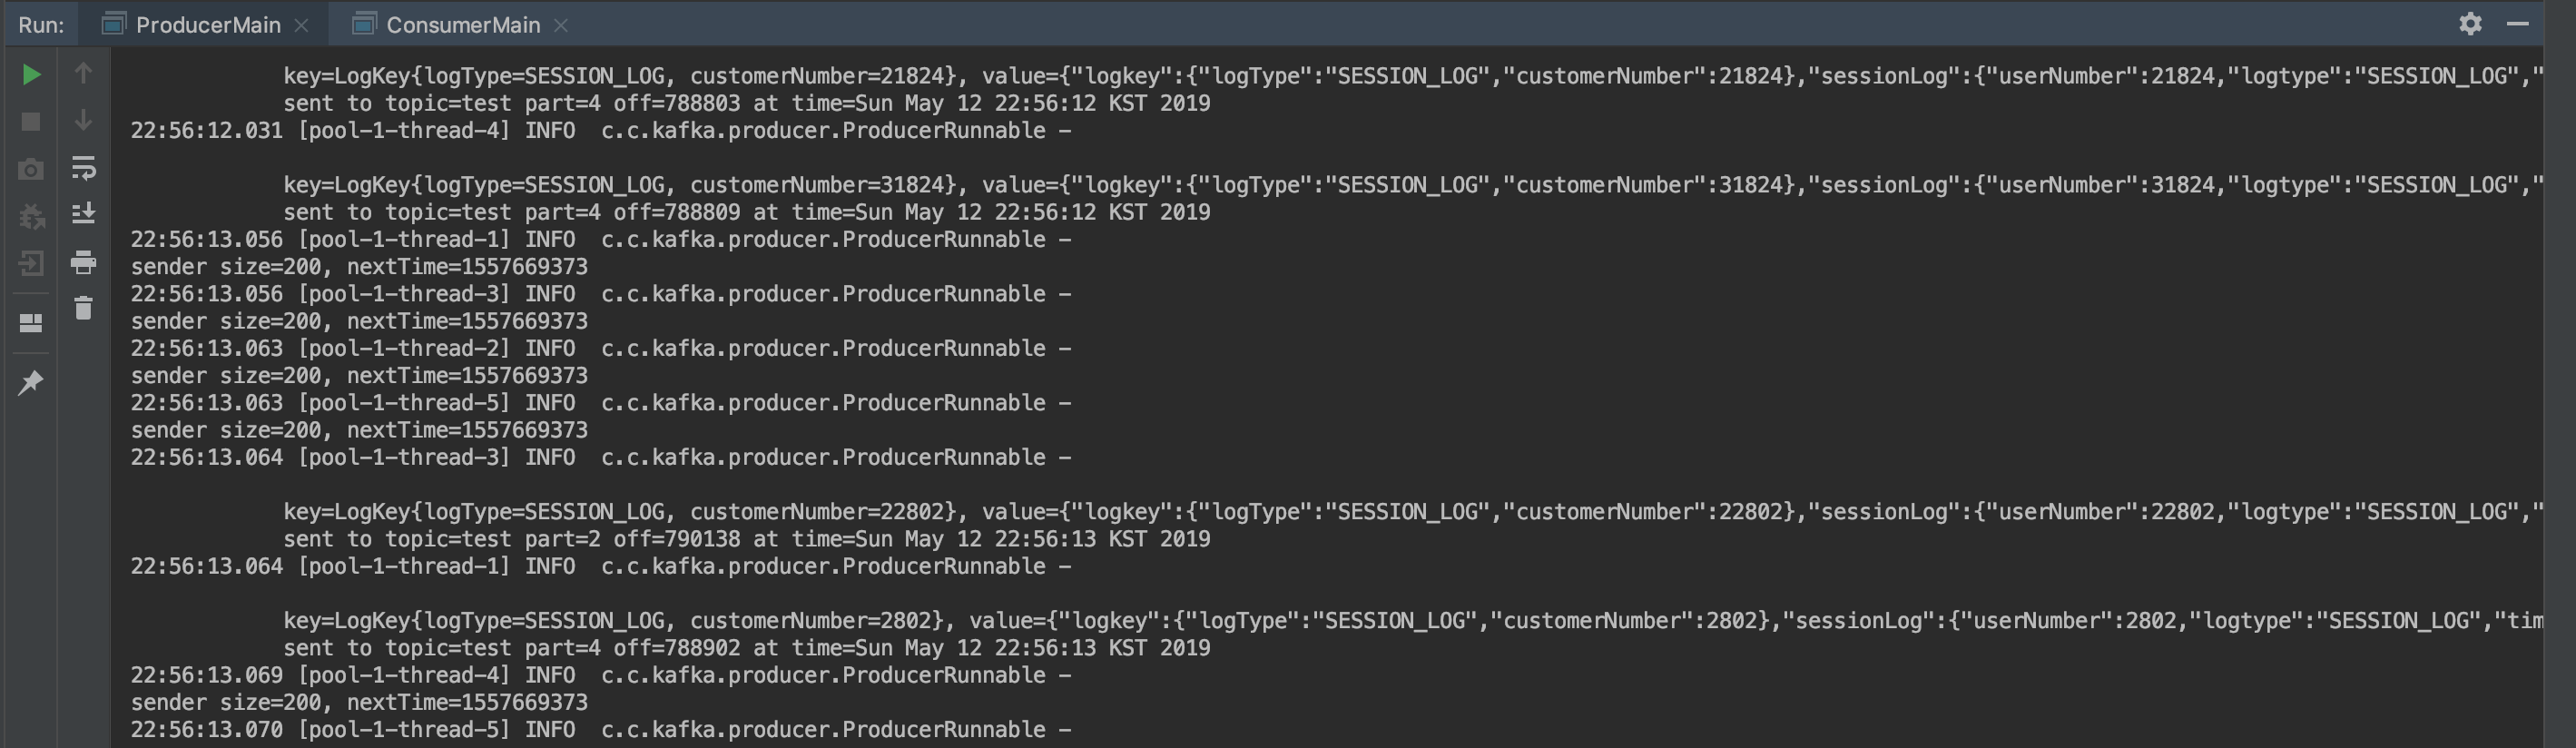 Run: ProducerMain ConsumerMain
key=LogKey{logType=SESSION_LOG, customerNumber=21824}, value={"logkey":{"logType":"SESSION_LOG","customerNumber":21824},"sessionLog":{"userNumber":21824,"logtype":"SESSION_LOG","
sent to topic=test part=4 off=788803 at time=Sun May 12 22:56:12 KST 2019
22:56:12.031 [pool-1-thread-4] INFO  c.c.kafka.producer.ProducerRunnable -
key=LogKey{logType=SESSION_LOG, customerNumber=31824}, value={"logkey":{"logType":"SESSION_LOG","customerNumber":31824},"sessionLog":{"userNumber":31824,"logtype":"SESSION_LOG","
sent to topic=test part=4 off=788809 at time=Sun May 12 22:56:12 KST 2019
22:56:13.056 [pool-1-thread-1] INFO  c.c.kafka.producer.ProducerRunnable -
sender size=200, nextTime=1557669373
22:56:13.056 [pool-1-thread-3] INFO  c.c.kafka.producer.ProducerRunnable -
sender size=200, nextTime=1557669373
22:56:13.063 [pool-1-thread-2] INFO  c.c.kafka.producer.ProducerRunnable -
sender size=200, nextTime=1557669373
22:56:13.063 [pool-1-thread-5] INFO  c.c.kafka.producer.ProducerRunnable -
sender size=200, nextTime=1557669373
22:56:13.064 [pool-1-thread-3] INFO  c.c.kafka.producer.ProducerRunnable -
key=LogKey{logType=SESSION_LOG, customerNumber=22802}, value={"logkey":{"logType":"SESSION_LOG","customerNumber":22802},"sessionLog":{"userNumber":22802,"logtype":"SESSION_LOG","
sent to topic=test part=2 off=790138 at time=Sun May 12 22:56:13 KST 2019
22:56:13.064 [pool-1-thread-1] INFO  c.c.kafka.producer.ProducerRunnable -
key=LogKey{logType=SESSION_LOG, customerNumber=2802}, value={"logkey":{"logType":"SESSION_LOG","customerNumber":2802},"sessionLog":{"userNumber":2802,"logtype":"SESSION_LOG","tim
sent to topic=test part=4 off=788902 at time=Sun May 12 22:56:13 KST 2019
22:56:13.069 [pool-1-thread-4] INFO  c.c.kafka.producer.ProducerRunnable -
sender size=200, nextTime=1557669373
22:56:13.070 [pool-1-thread-5] INFO  c.c.kafka.producer.ProducerRunnable -